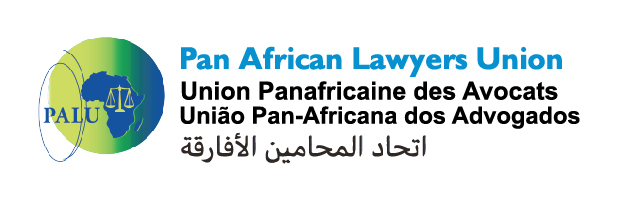 PALU
Pan African Lawyers Union
Union Panafricaine des Avocats
União Pan-Africana dos Advogados
اتحاد المحامين الأفارقة